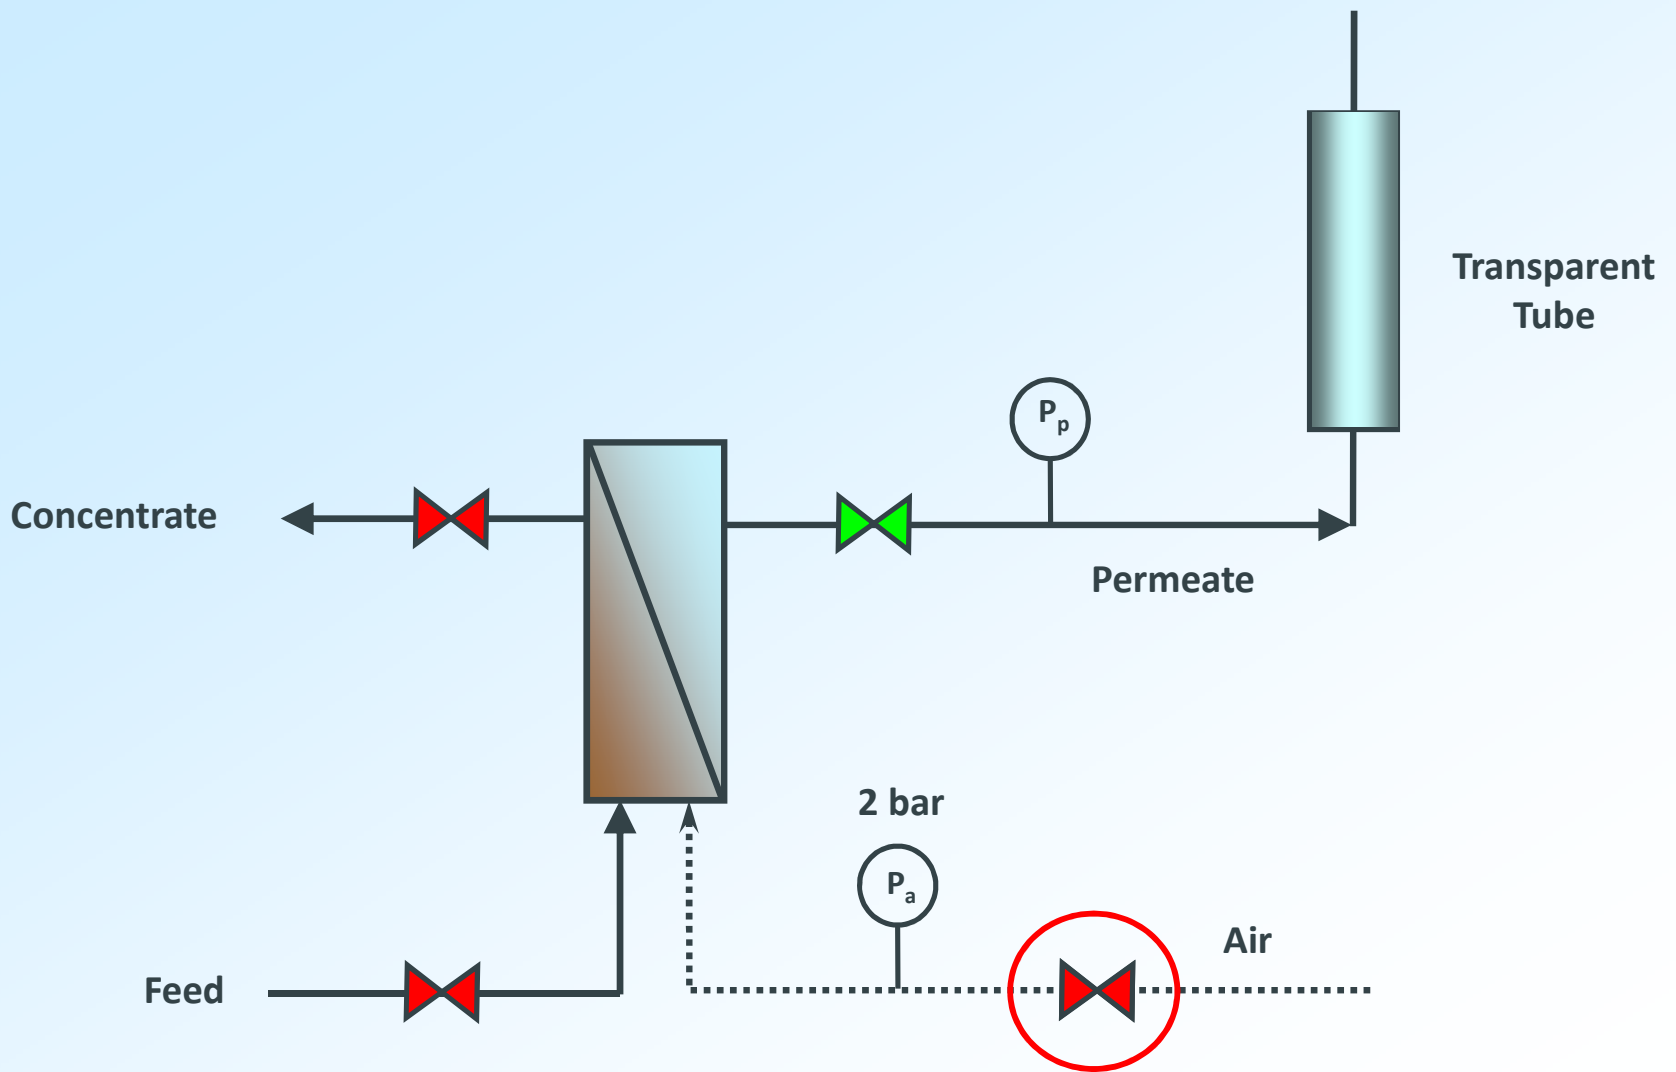 Transparent
Tube
Pp
Concentrate
Permeate
2 bar
Pa
Air
Feed